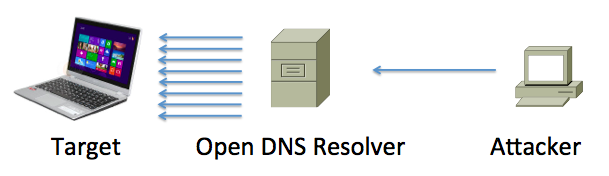 Target
Open DNS Resolver
Attacker